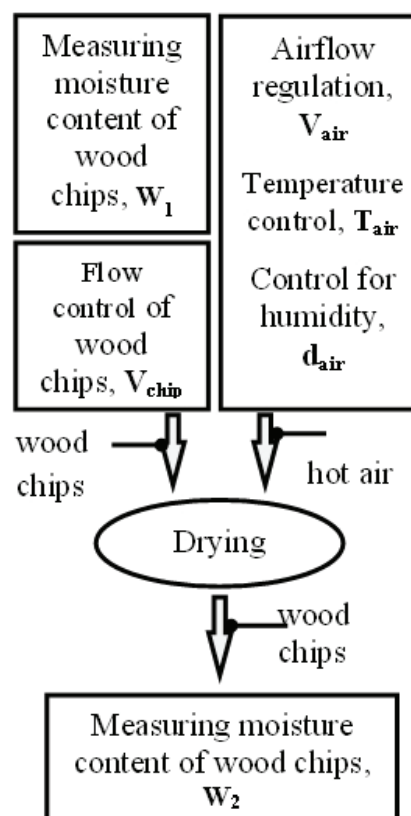 Measuring
moisture
content of
wood
chips, W1
Flow
control of
wood
chips, Vchip
Airflow
regulation,
Vair
Temperature
control, Tair
Control for
humidity,
dair
wood
chips
hot air
Drying
wood
chips
Measuring moisture
content of wood chips,
W2